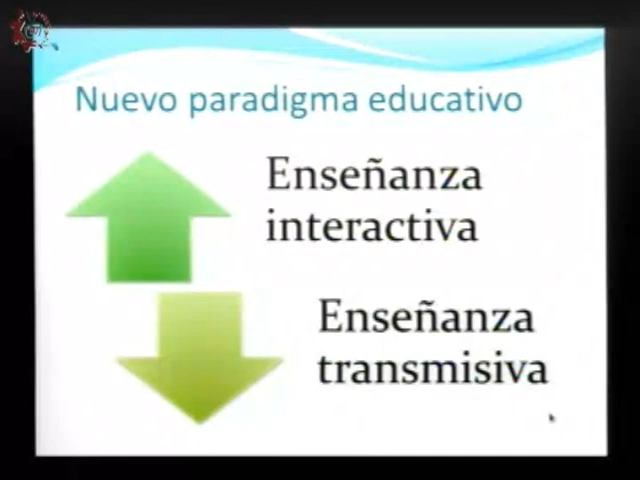 Nuevo paradigma educativo
Enseñanza
interactiva
Enseñanza
transmisiva